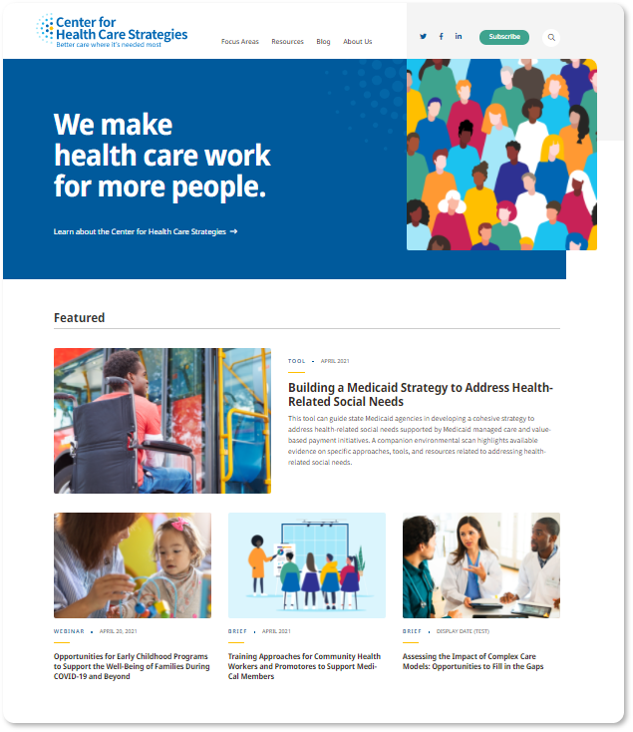 Center for
Health Care Strategies
Better care where it's needed most
Focus Areas Resources Blog About Us
Subscribe
We make
health care work
for more people.
Learn about the Center for Health Care Strategies →
Featured
TOOL • APRIL 2021
Building a Medicaid Strategy to Address Health-
Related Social Needs
This tool can guide state Medicaid agencies in developing a cohesive strategy to
address health-related social needs supported by Medicaid managed care and value-
based payment initiatives. A companion environmental scan highlights available
evidence on specific approaches, tools, and resources related to addressing health-
related social needs.
WEBINAR • APRIL 20, 2021
Opportunities for Early Childhood Programs
to Support the Well-Being of Families During
COVID-19 and Beyond
BRIEF • APRIL 2021
Training Approaches for Community Health
Workers and Promotores to Support Medi-
Cal Members
BRIEF • DISPLAY DATE (TEST)
Assessing the Impact of Complex Care
Models: Opportunities to Fill in the Gaps